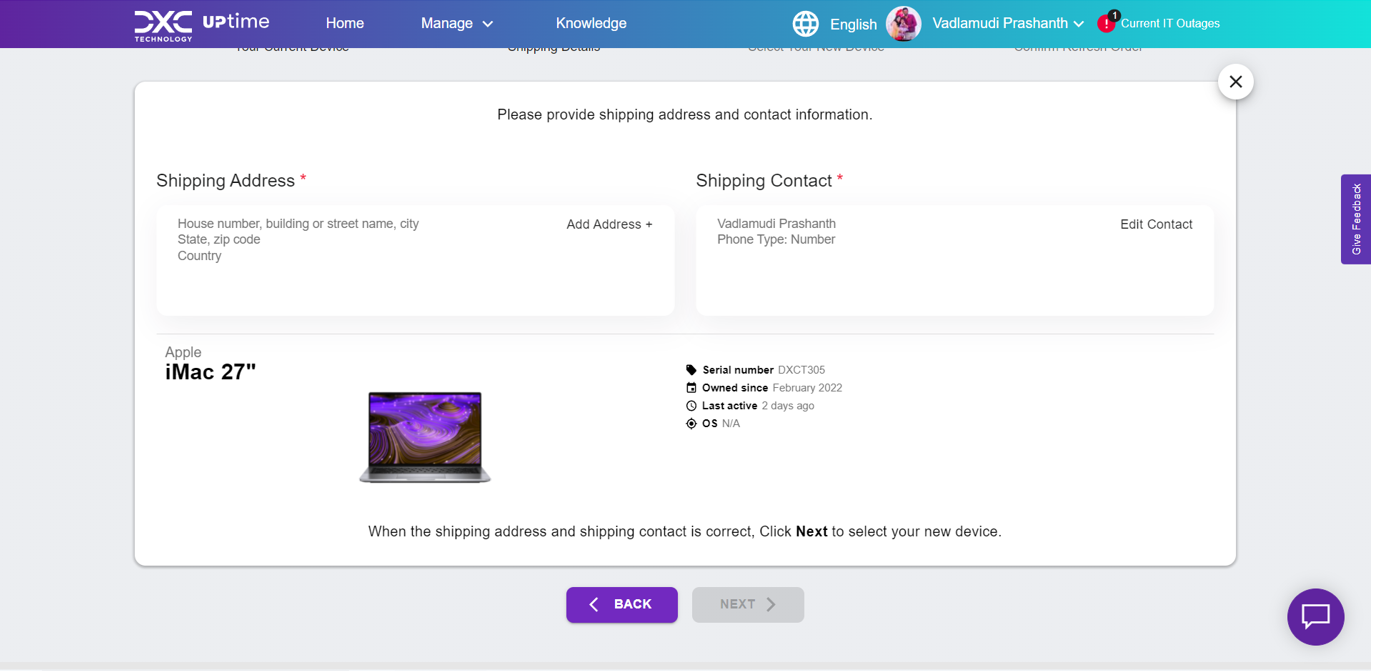 DXC
TECHNOLOGY
UPtime
Home
Manage
Knowledge
English
Vadlamudi Prashanth
1
Current IT Outages
Your Current Device
Shipping Details
Select Your New Device
Confirm Refresh Order
Please provide shipping address and contact information.
Shipping Address *
Shipping Contact *
House number, building or street name, city
State, zip code
Country
Add Address +
Vadlamudi Prashanth
Phone Type: Number
Edit Contact
Give Feedback
Apple
iMac 27"
Serial number DXCT305
Owned since February 2022
Last active 2 days ago
OS N/A
When the shipping address and shipping contact is correct, Click Next to select your new device.
BACK
NEXT